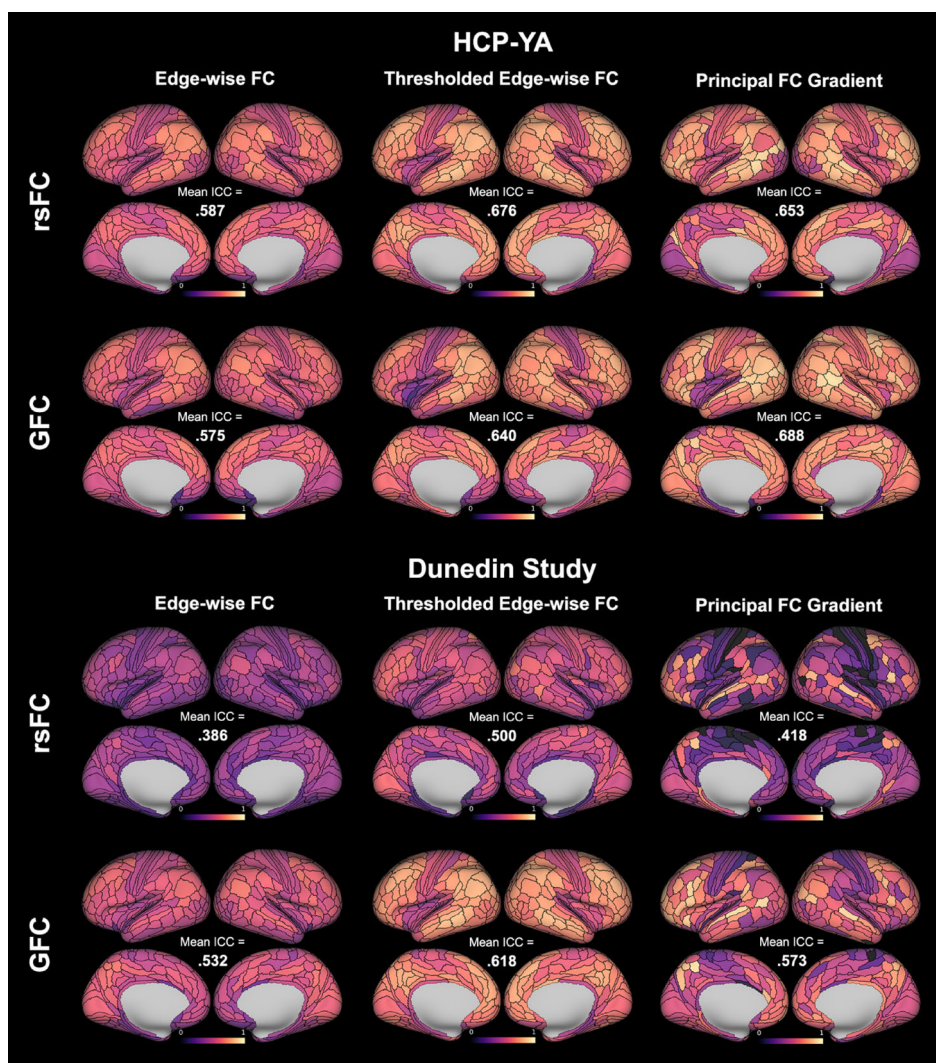 HCP-YA
Edge-wise FC
Thresholded Edge-wise FC
Principal FC Gradient
rsFC
Mean ICC =
.587
0 1
Mean ICC =
.676
0 1
Mean ICC =
.653
0 1
GFC
Mean ICC =
.575
0 1
Mean ICC =
.640
0 1
Mean ICC =
.688
0 1
Dunedin Study
Edge-wise FC
Thresholded Edge-wise FC
Principal FC Gradient
rsFC
Mean ICC =
.386
0 1
Mean ICC =
.500
0 1
Mean ICC =
.418
0 1
GFC
Mean ICC =
.532
0 1
Mean ICC =
.618
0 1
Mean ICC =
.573
0 1